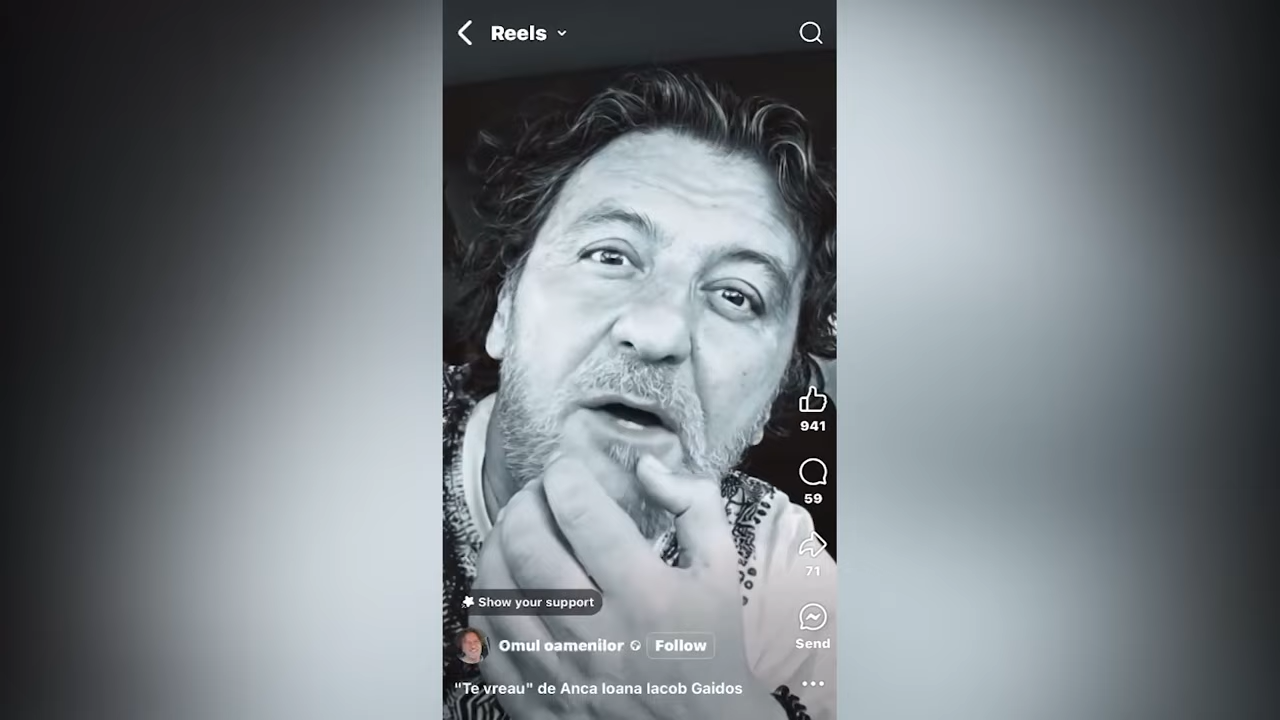 Reels
941
59
71
Show your support
Omul oamenilor
Follow
Send
"Te vreau" de Anca Ioana Iacob Gaidos